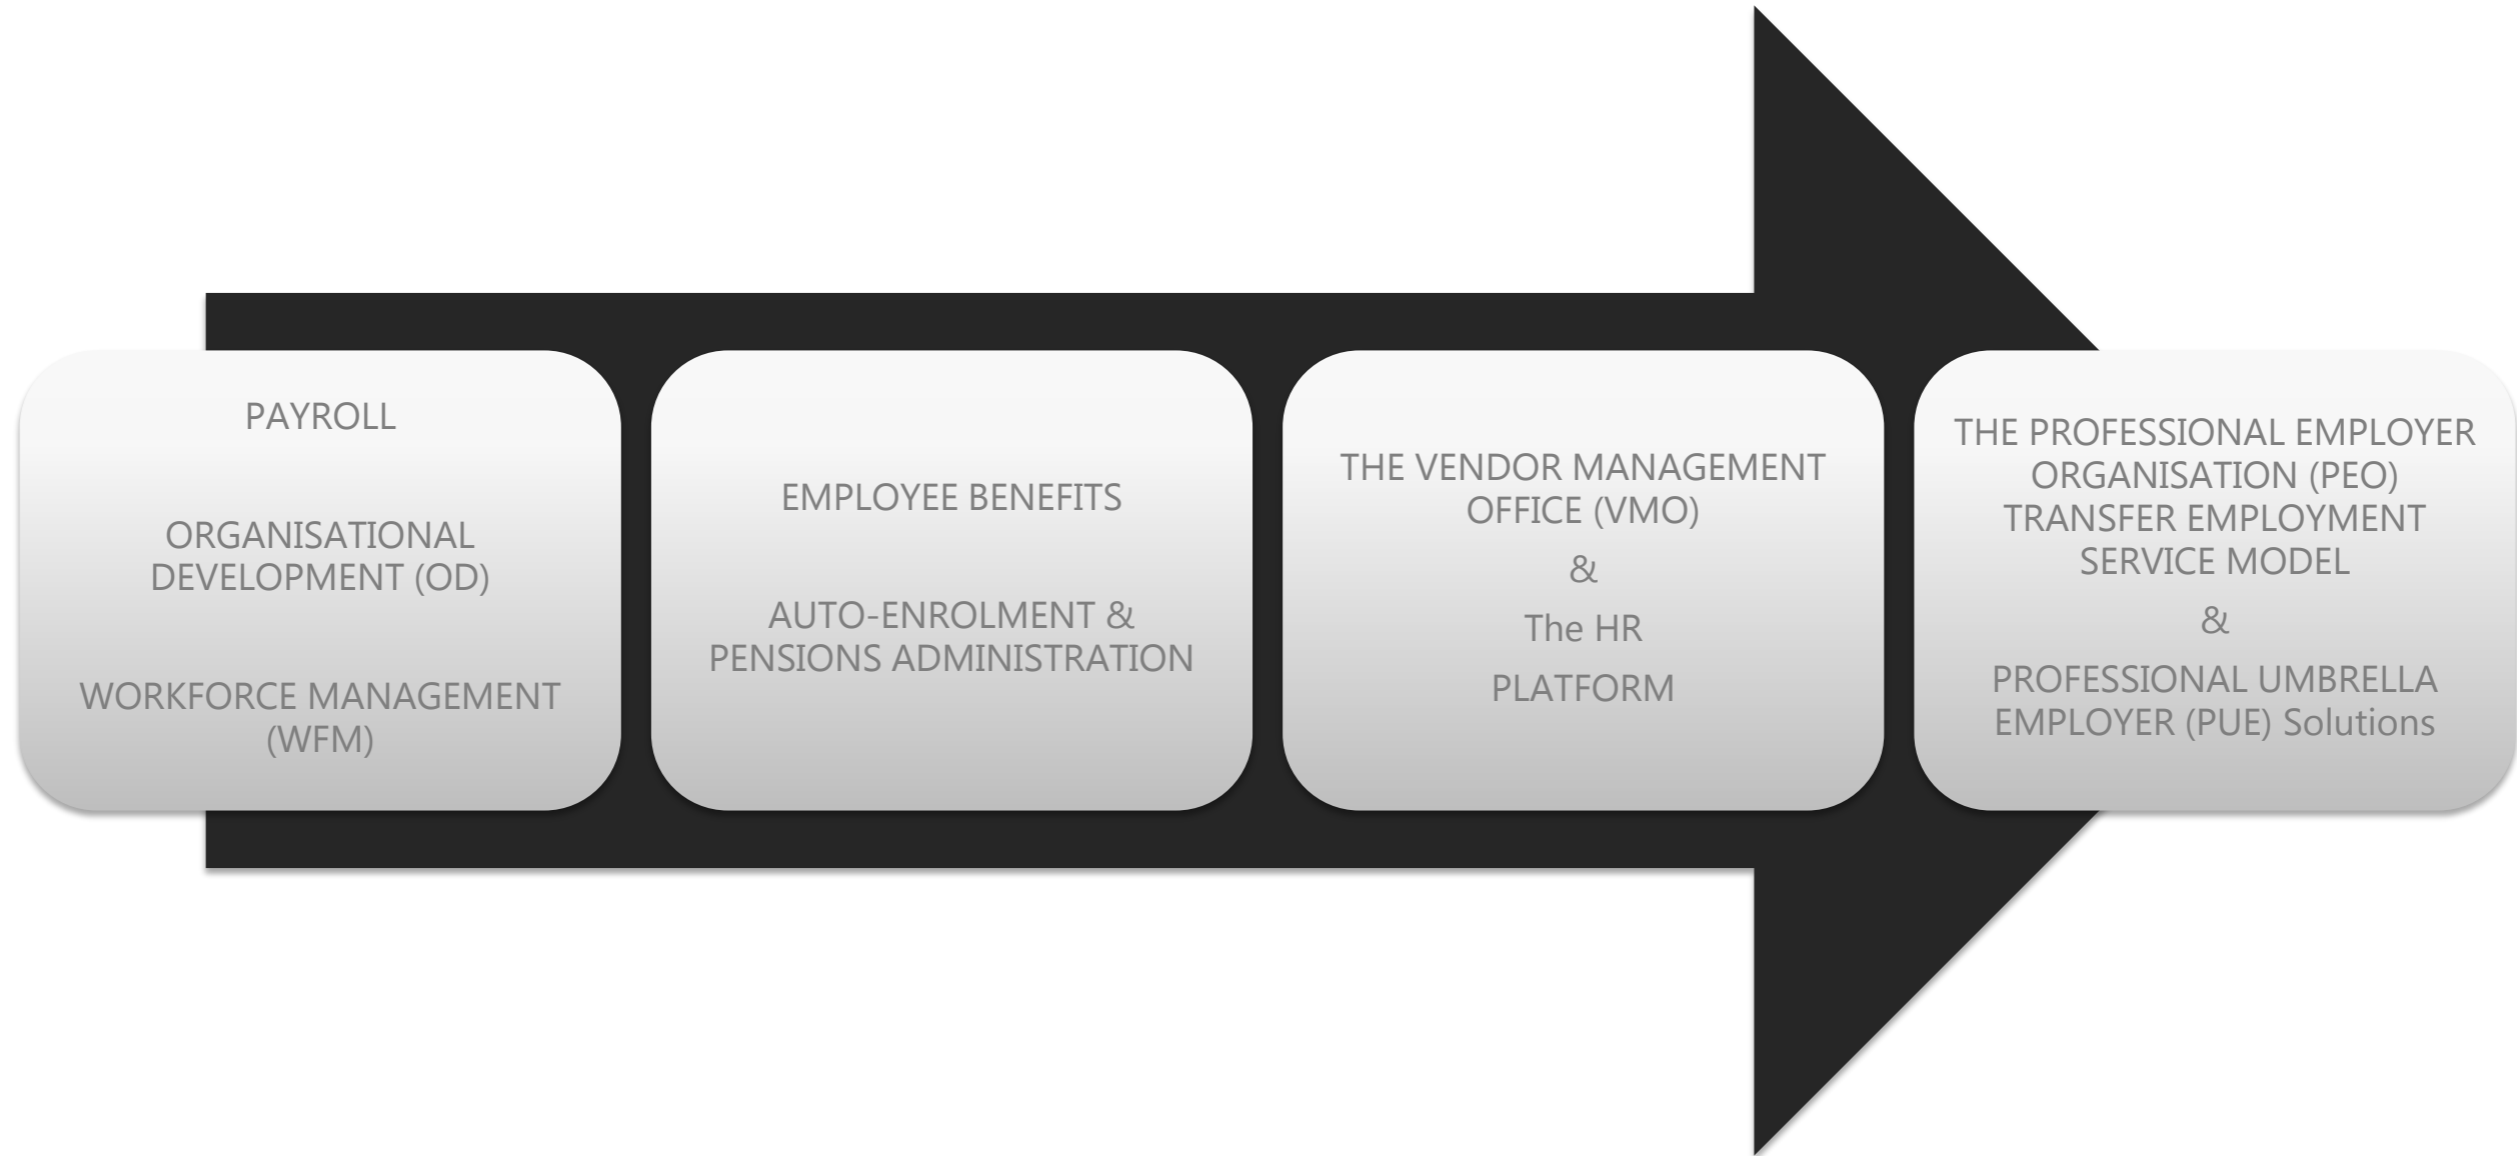 PAYROLL
ORGANISATIONAL
DEVELOPMENT (OD)
WORKFORCE MANAGEMENT
(WFM)
EMPLOYEE BENEFITS
AUTO-ENROLMENT &
PENSIONS ADMINISTRATION
THE VENDOR MANAGEMENT
OFFICE (VMO)
&
The HR
PLATFORM
THE PROFESSIONAL EMPLOYER
ORGANISATION (PEO)
TRANSFER EMPLOYMENT
SERVICE MODEL
&
PROFESSIONAL UMBRELLA
EMPLOYER (PUE) Solutions